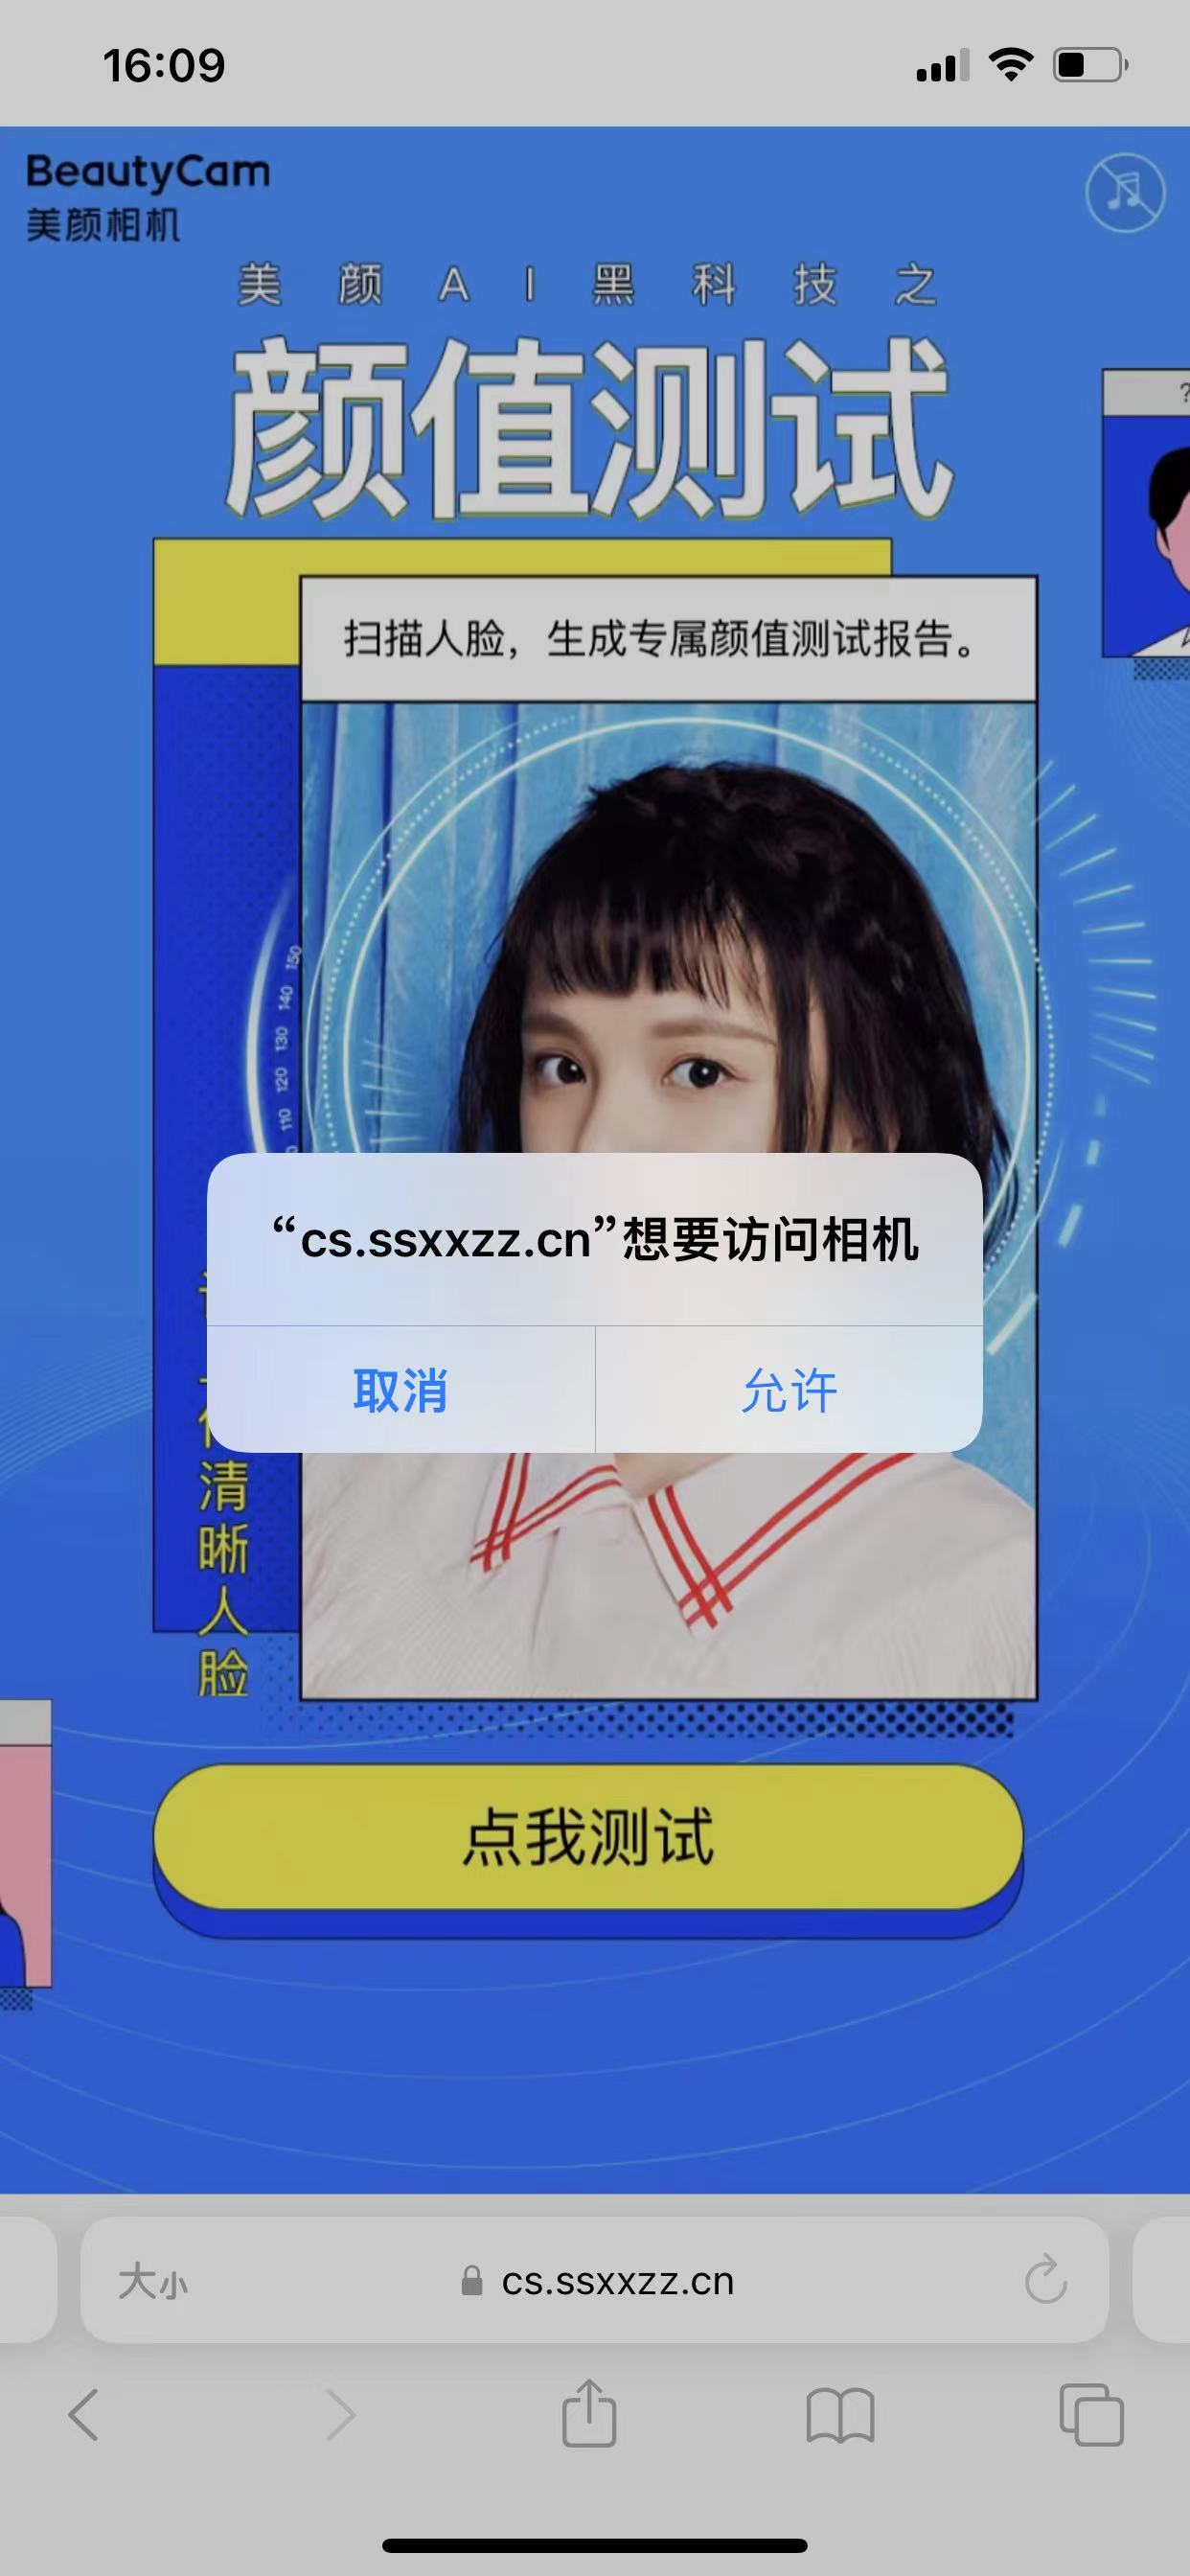 16:09
BeautyCam
美颜相机
美颜AI黑科技之
颜值测试
?
扫描人脸，生成专属颜值测试报告。
150
140
130
120
110
“cs.ssxxzz.cn”想要访问相机
取消 允许
清晰人脸
点我测试
大小 cs.ssxxzz.cn